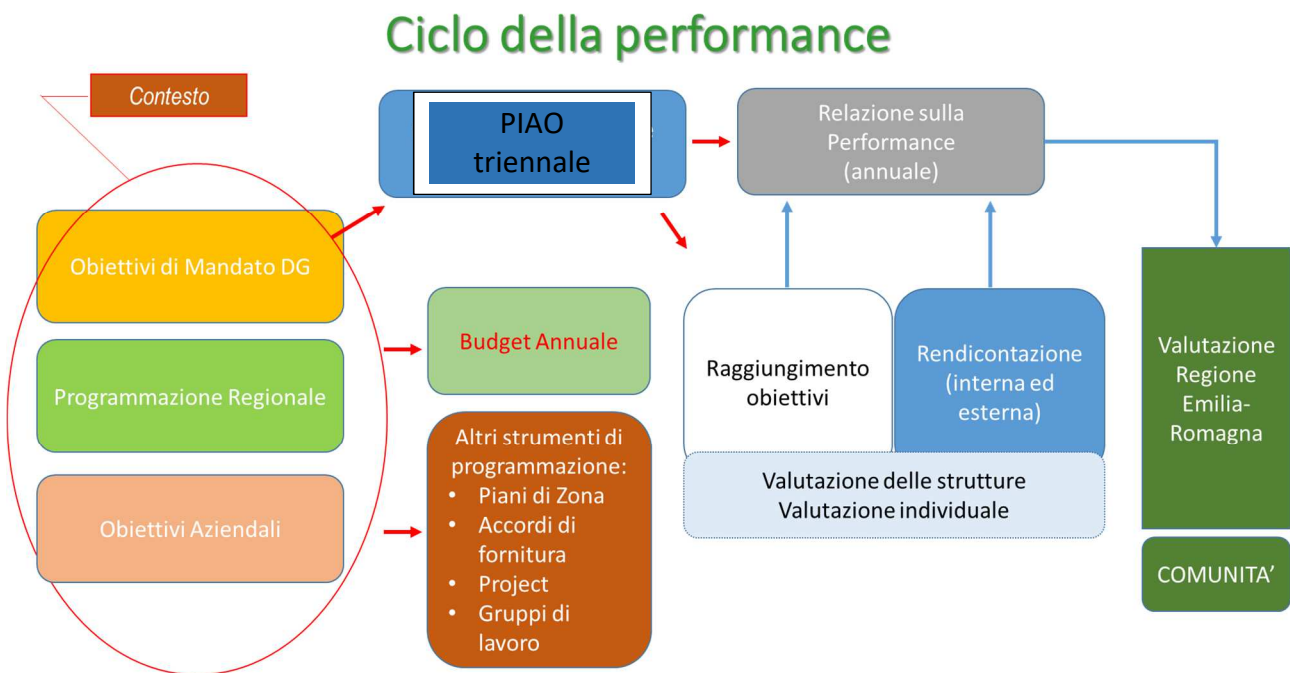 Ciclo della performance
Contesto
Obiettivi di Mandato DG
Programmazione Regionale
Obiettivi Aziendali
PIAO
triennale
Budget Annuale
Altri strumenti di
programmazione:
• Piani di Zona
• Accordi di
fornitura
• Project
• Gruppi di
lavoro
Relazione sulla
Performance
(annuale)
Raggiungimento
obiettivi
Rendicontazione
(interna ed
esterna)
Valutazione delle strutture
Valutazione individuale
Valutazione
Regione
Emilia-
Romagna
COMUNITA’